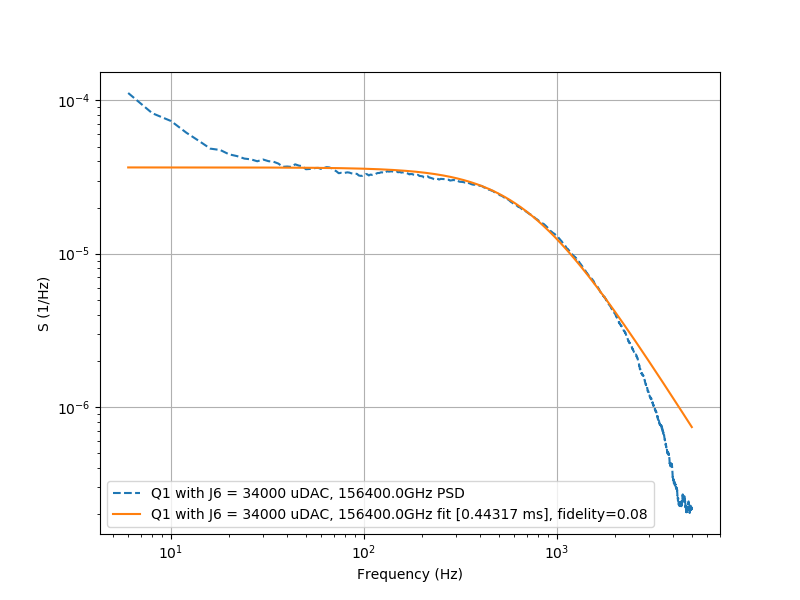 10⁻⁴
10⁻⁵
10⁻⁶
S (1/Hz)
Q1 with J6 = 34000 uDAC, 156400.0GHz PSD
Q1 with J6 = 34000 uDAC, 156400.0GHz fit [0.44317 ms], fidelity=0.08
10¹ 10² 10³
Frequency (Hz)